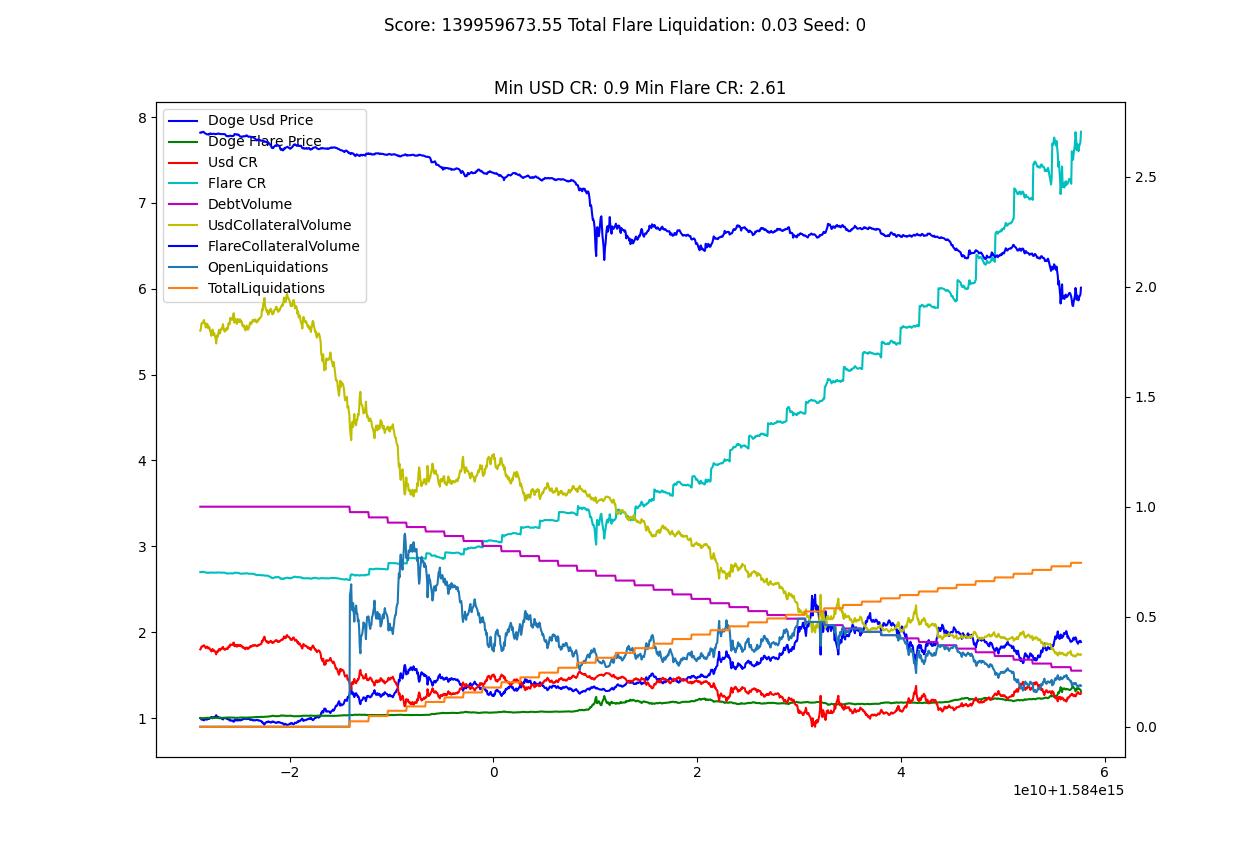 Score: 139959673.55 Total Flare Liquidation: 0.03 Seed: 0
Min USD CR: 0.9 Min Flare CR: 2.61
Doge Usd Price
Doge Flare Price
Usd CR
Flare CR
DebtVolume
UsdCollateralVolume
FlareCollateralVolume
OpenLiquidations
TotalLiquidations
8
7
6
5
4
3
2
1
2.5
2.0
1.5
1.0
0.5
0.0
−2
0
2
4
6
1e10+1.584e15